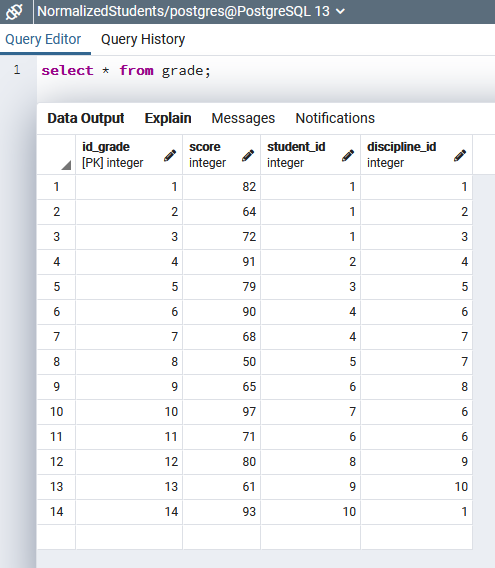 NormalizedStudents/postgres@PostgreSQL 13
Query Editor Query History
1 select * from grade;
Data Output Explain Messages Notifications
id_grade score student_id discipline_id
[PK] integer integer integer integer
1 1 82 1 1
2 2 64 1 2
3 3 72 1 3
4 4 91 2 4
5 5 79 3 5
6 6 90 4 6
7 7 68 4 7
8 8 50 5 7
9 9 65 6 8
10 10 97 7 6
11 11 71 6 6
12 12 80 8 9
13 13 61 9 10
14 14 93 10 1